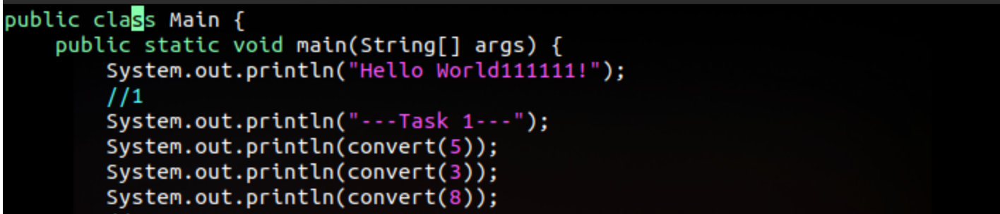 public class Main {
    public static void main(String[] args) {
        System.out.println("Hello World111111!");
        //1
        System.out.println("---Task 1---");
        System.out.println(convert(5));
        System.out.println(convert(3));
        System.out.println(convert(8));